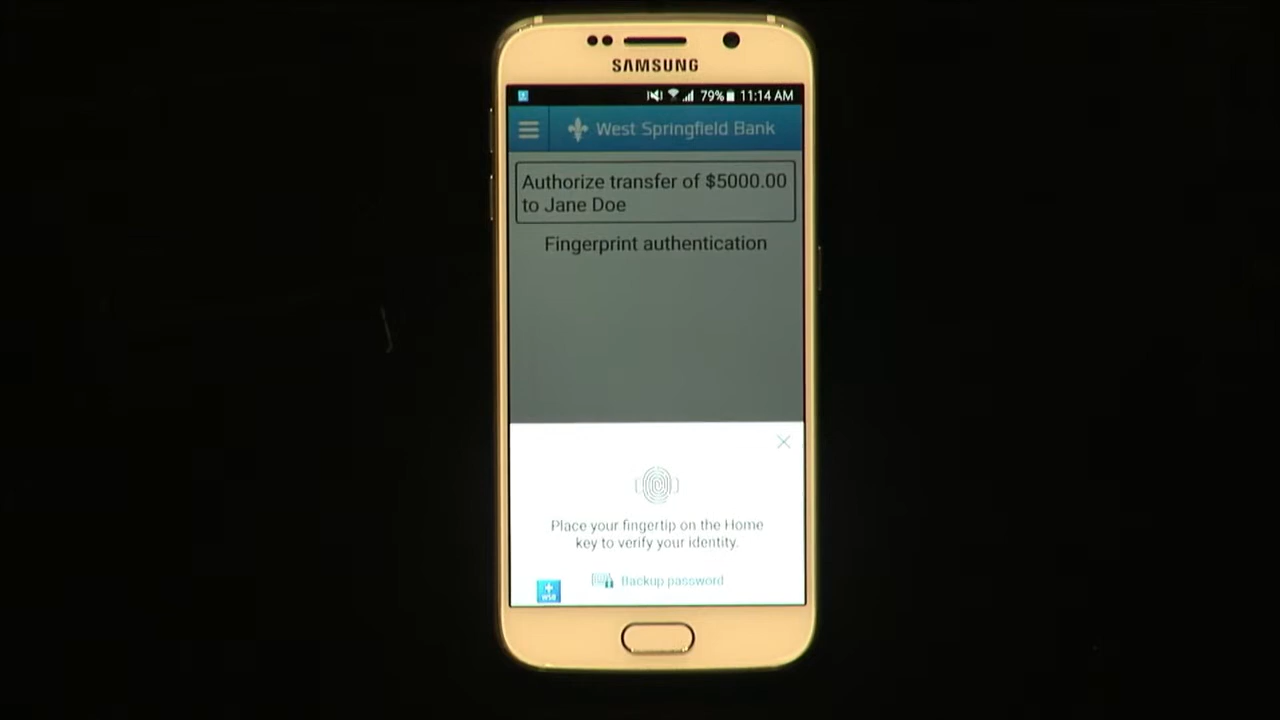 SAMSUNG
79% 11:14 AM
West Springfield Bank
Authorize transfer of $5000.00
to Jane Doe
Fingerprint authentication
Place your fingertip on the Home
key to verify your identity.
Backup password
WSB